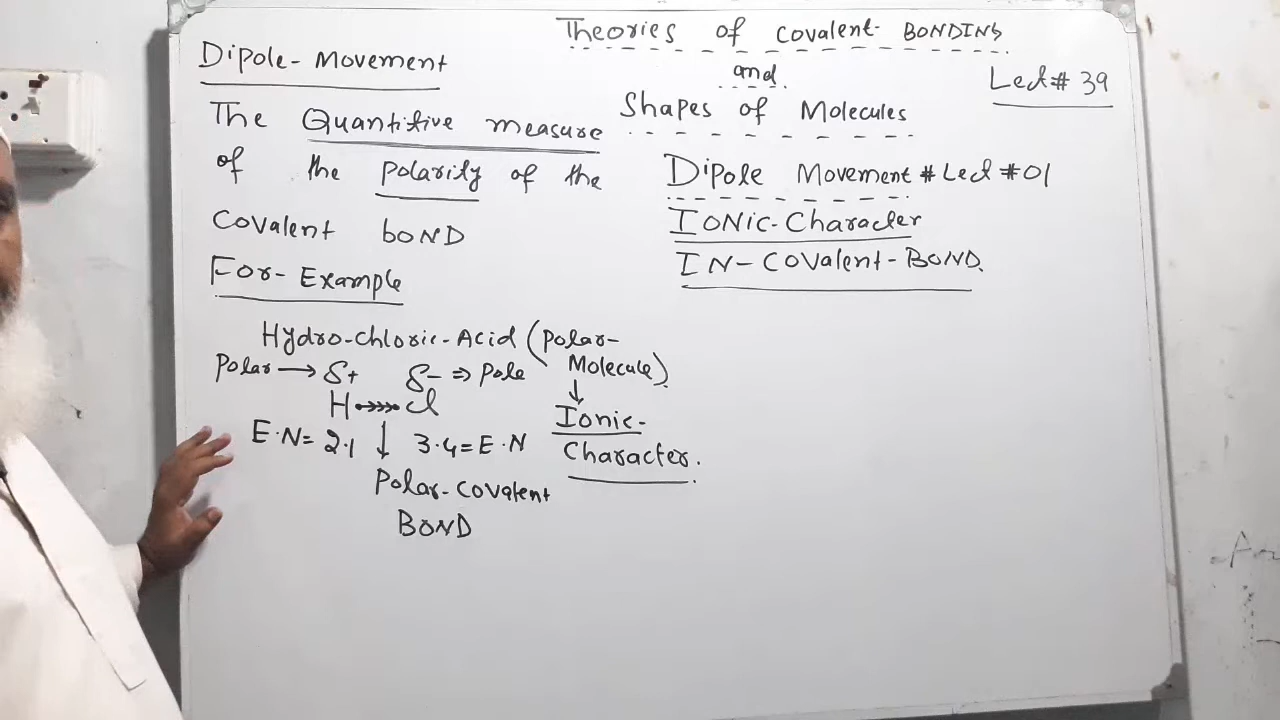 Theories of Covalent BONDING
and
Shapes of Molecules
Lect# 39
Dipole Movement # Lect #01
IONic-Character
IN-Covalent-BOND.
Dipole-Movement
The Quantitive measure
of the polarity of the
Covalent bOND
For-Example
Hydro-chloric-Acid (Polar-
Molecule)
Polar → δ+ δ- ⇒ Pole
H Cl
↓
Ionic-
Character.
E.N= 2.1 ↓ 3.4=E.N
Polar-Covalent
BOND